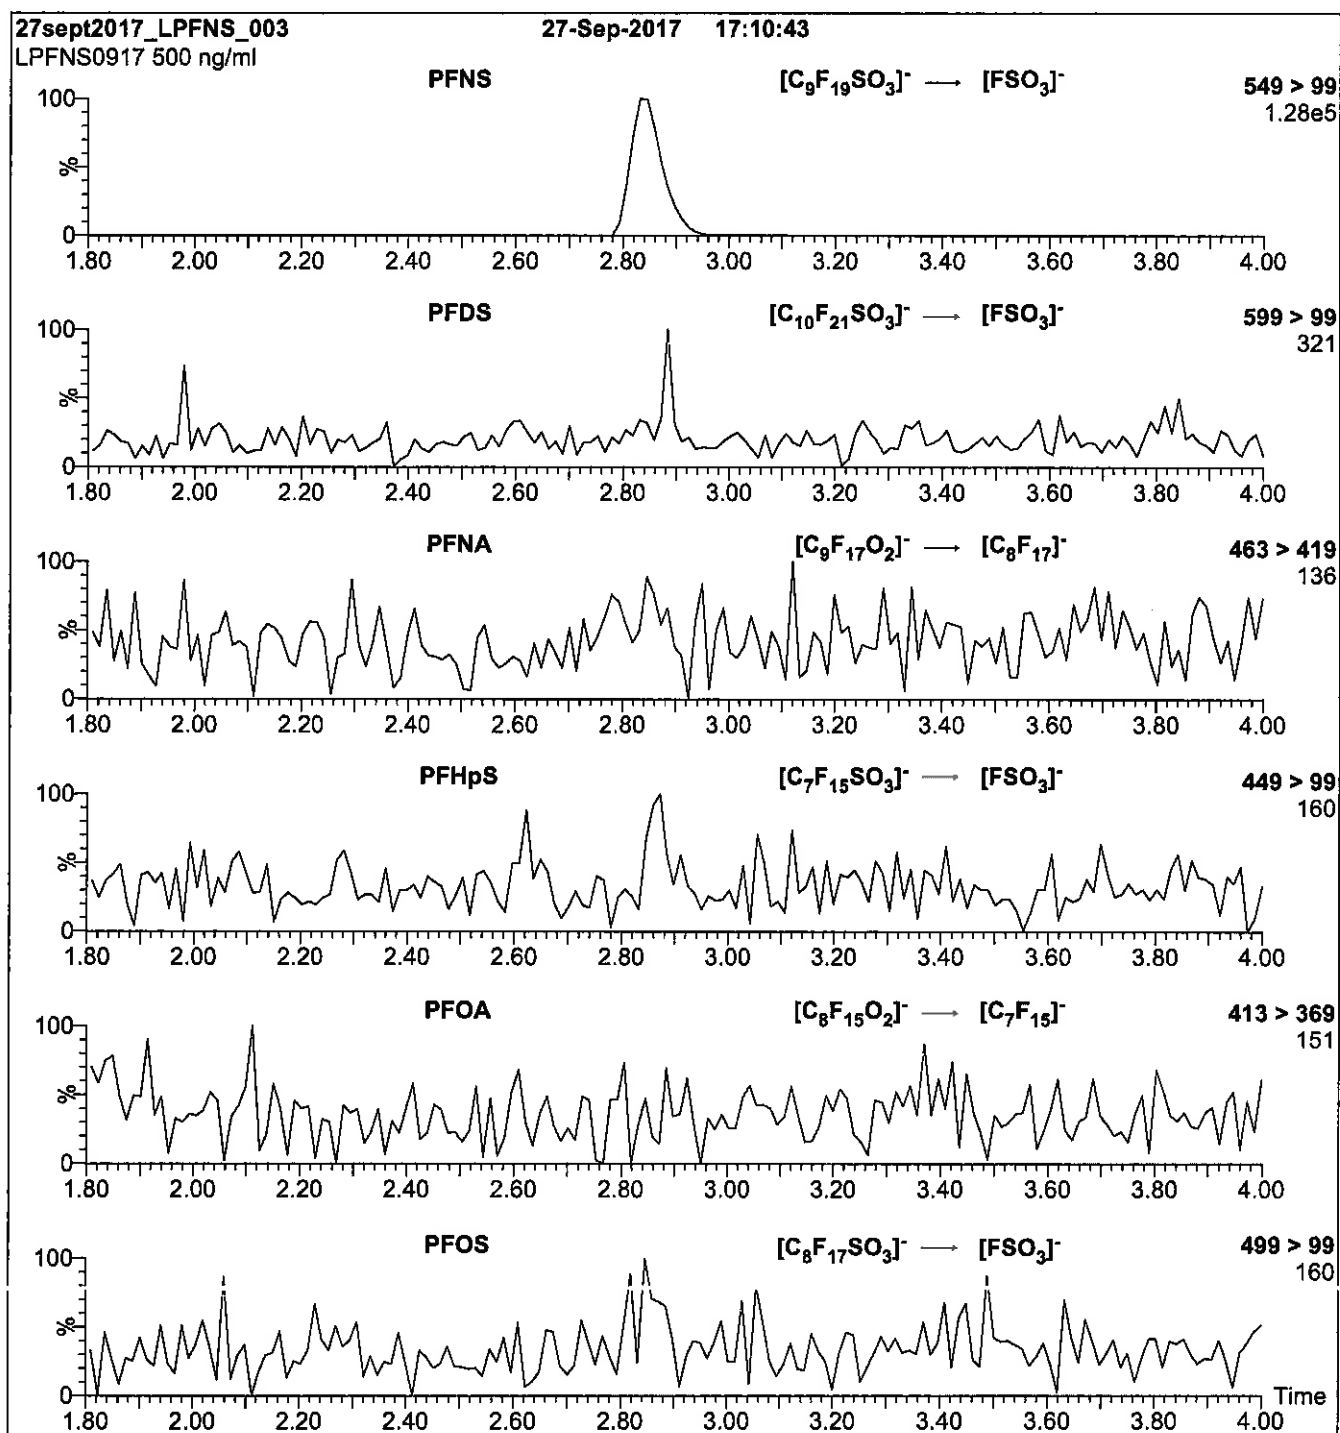 27sept2017_LPFNS_003 27-Sep-2017 17:10:43
LPFNS0917 500 ng/ml
PFNS [C₉F₁₉SO₃]⁻ → [FSO₃]⁻ 549 > 99
1.28e5
100
%
0
1.80 2.00 2.20 2.40 2.60 2.80 3.00 3.20 3.40 3.60 3.80 4.00
PFDS [C₁₀F₂₁SO₃]⁻ → [FSO₃]⁻ 599 > 99
321
100
%
0
1.80 2.00 2.20 2.40 2.60 2.80 3.00 3.20 3.40 3.60 3.80 4.00
PFNA [C₉F₁₇O₂]⁻ → [C₈F₁₇]⁻ 463 > 419
136
100
%
0
1.80 2.00 2.20 2.40 2.60 2.80 3.00 3.20 3.40 3.60 3.80 4.00
PFHpS [C₇F₁₅SO₃]⁻ → [FSO₃]⁻ 449 > 99
160
100
%
0
1.80 2.00 2.20 2.40 2.60 2.80 3.00 3.20 3.40 3.60 3.80 4.00
PFOA [C₈F₁₅O₂]⁻ → [C₇F₁₅]⁻ 413 > 369
151
100
%
0
1.80 2.00 2.20 2.40 2.60 2.80 3.00 3.20 3.40 3.60 3.80 4.00
PFOS [C₈F₁₇SO₃]⁻ → [FSO₃]⁻ 499 > 99
160
100
%
0
Time
1.80 2.00 2.20 2.40 2.60 2.80 3.00 3.20 3.40 3.60 3.80 4.00